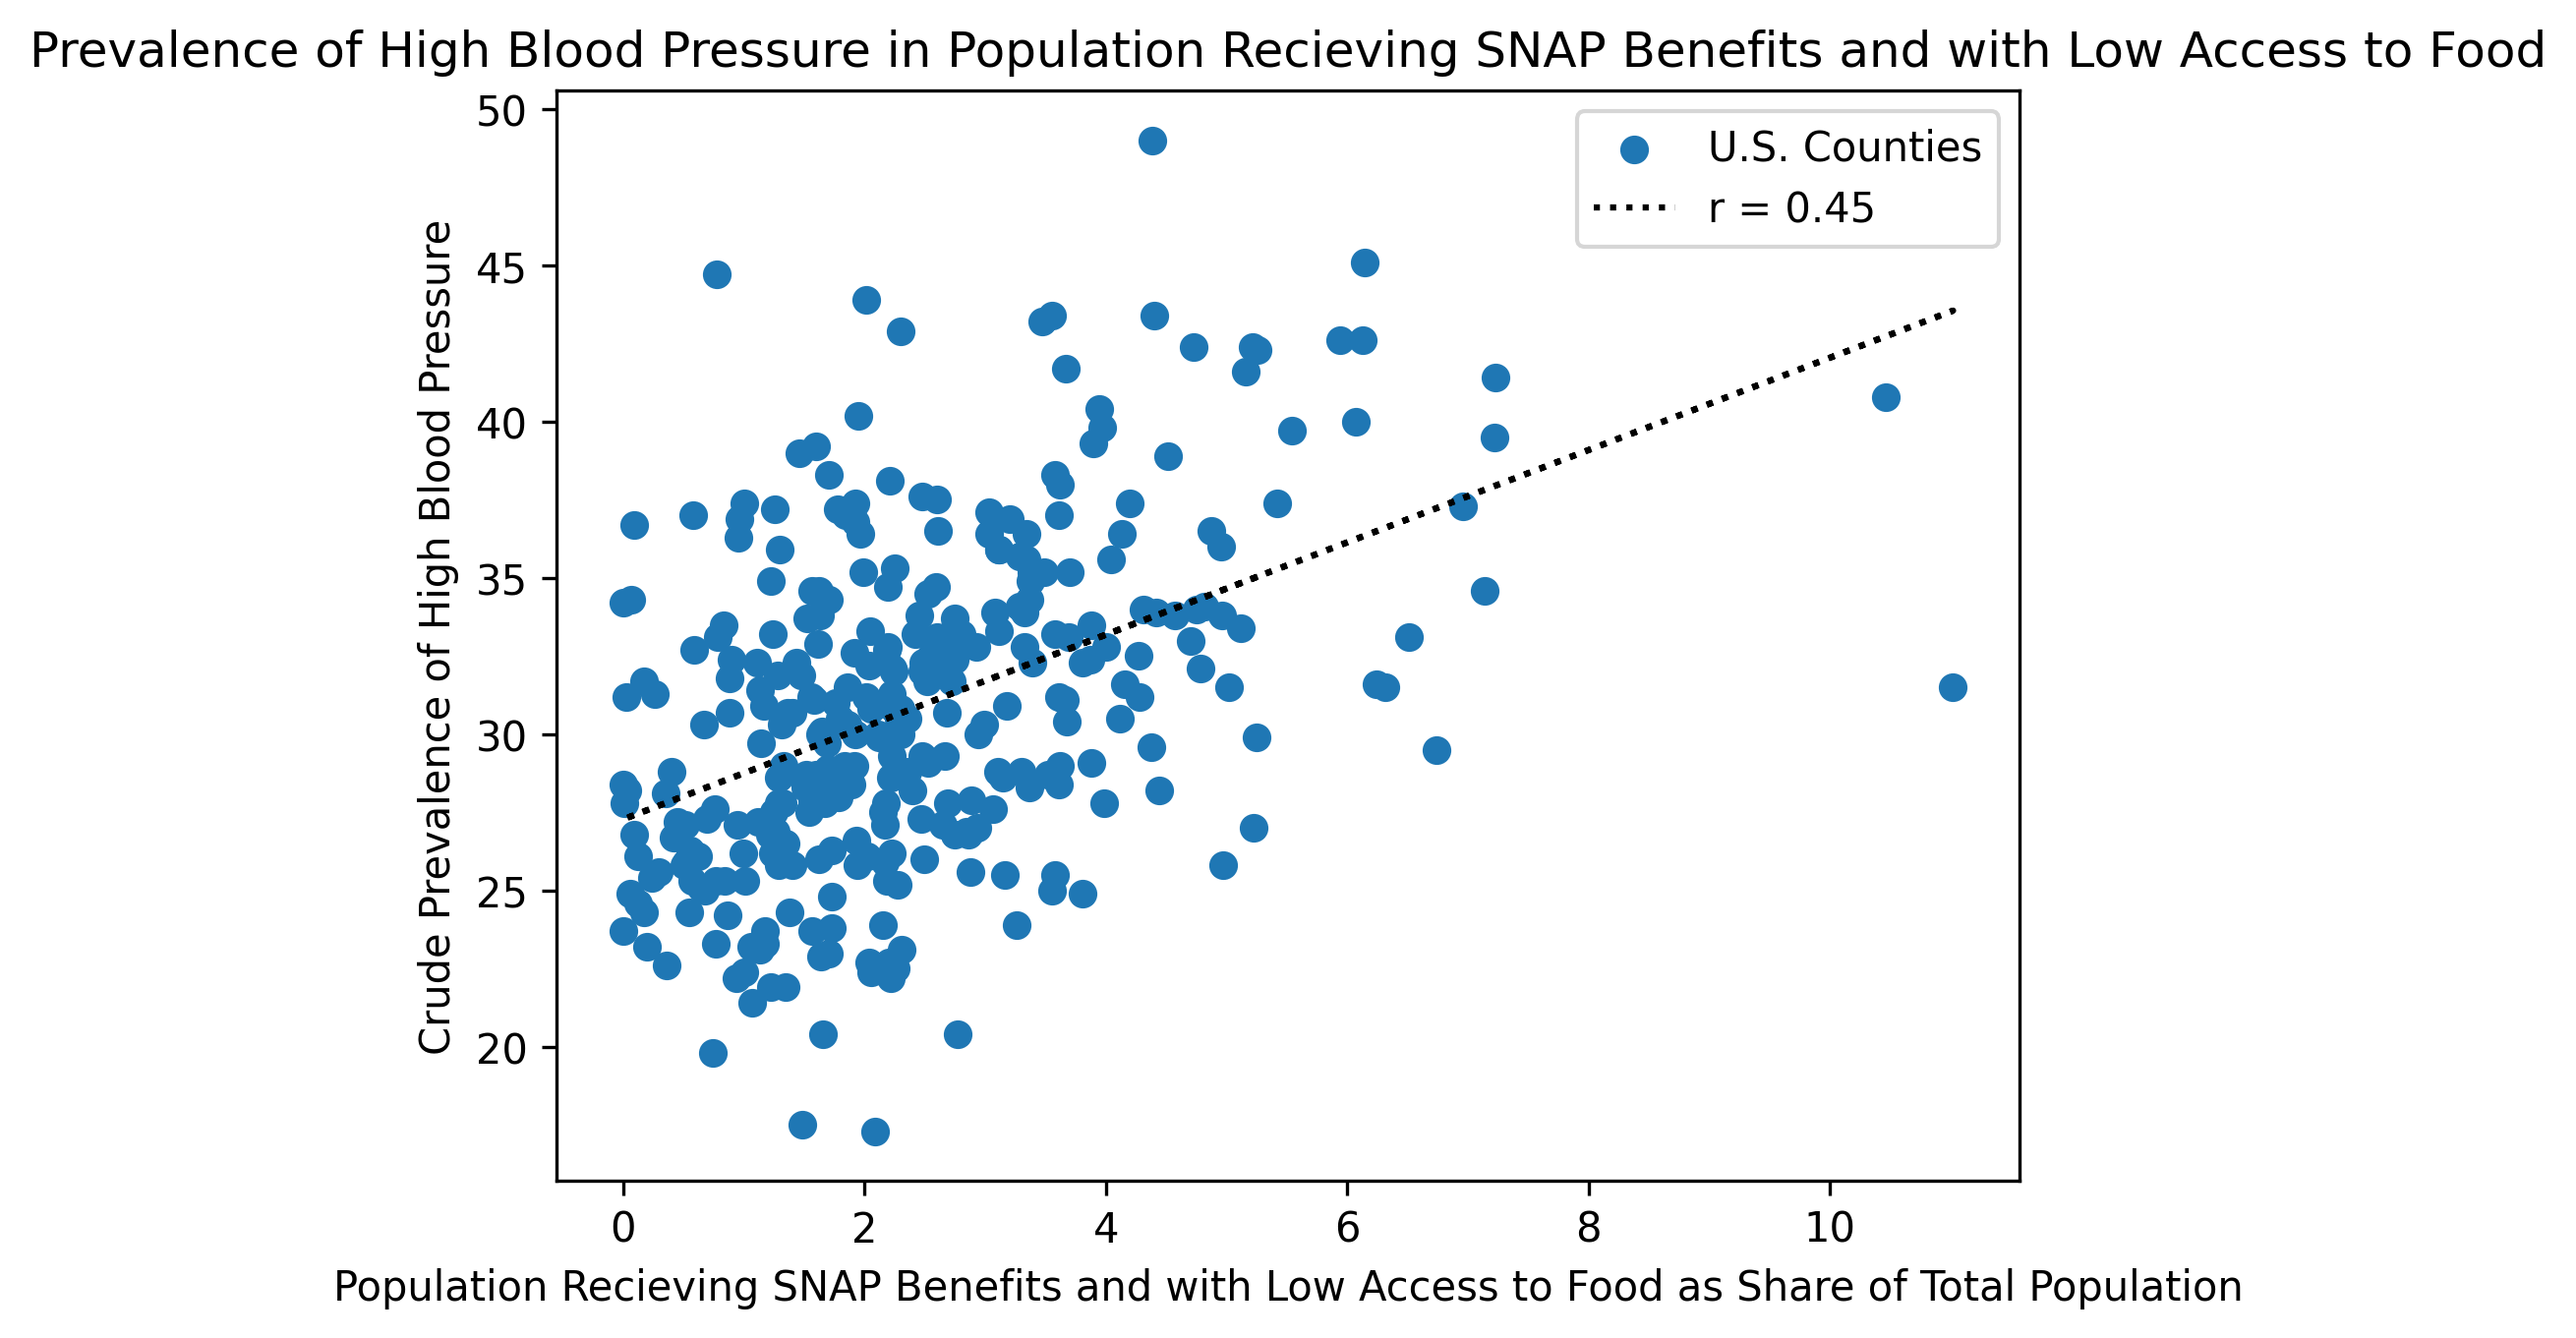 Prevalence of High Blood Pressure in Population Recieving SNAP Benefits and with Low Access to Food
U.S. Counties
r = 0.45
Crude Prevalence of High Blood Pressure
50
45
40
35
30
25
20
0 2 4 6 8 10
Population Recieving SNAP Benefits and with Low Access to Food as Share of Total Population